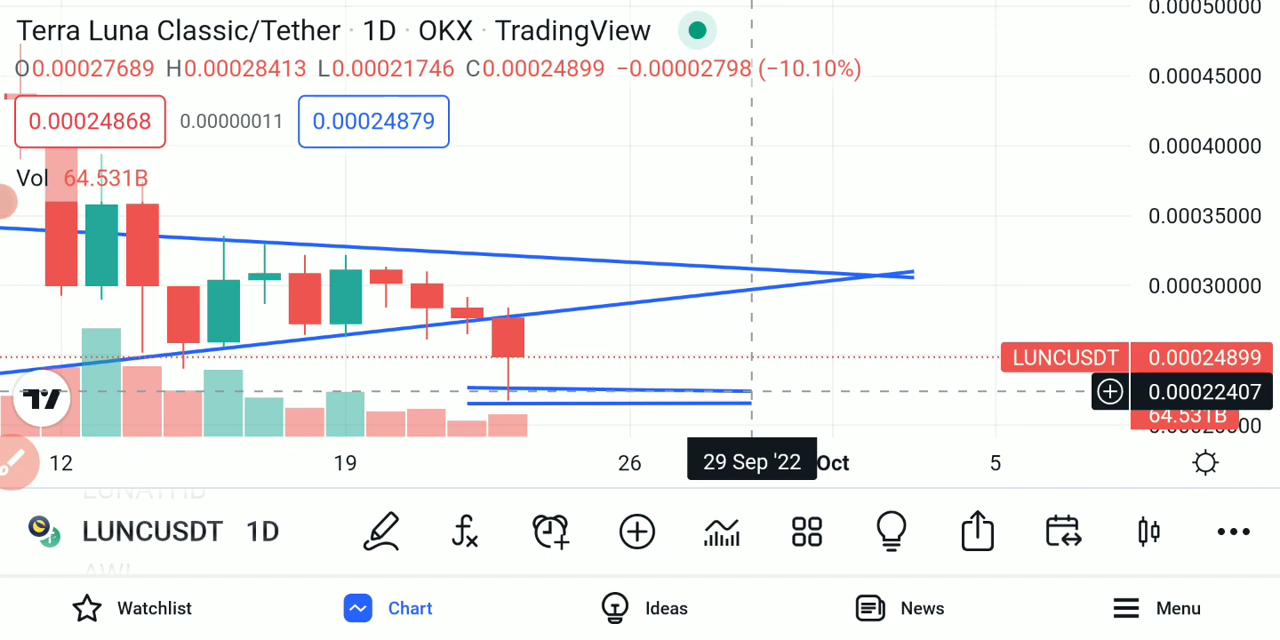 0.00050000
Terra Luna Classic/Tether · 1D · OKX · TradingView
O0.00027689 H0.00028413 L0.00021746 C0.00024899 −0.00002798 (−10.10%)
0.00045000
0.00024868 0.00000011 0.00024879
0.00040000
Vol 64.531B
0.00035000
0.00030000
LUNCUSDT 0.00024899
0.00022407
64.531B
12 19 26 29 Sep '22 Oct 5
LUNCUSDT 1D
Watchlist Chart Ideas News Menu